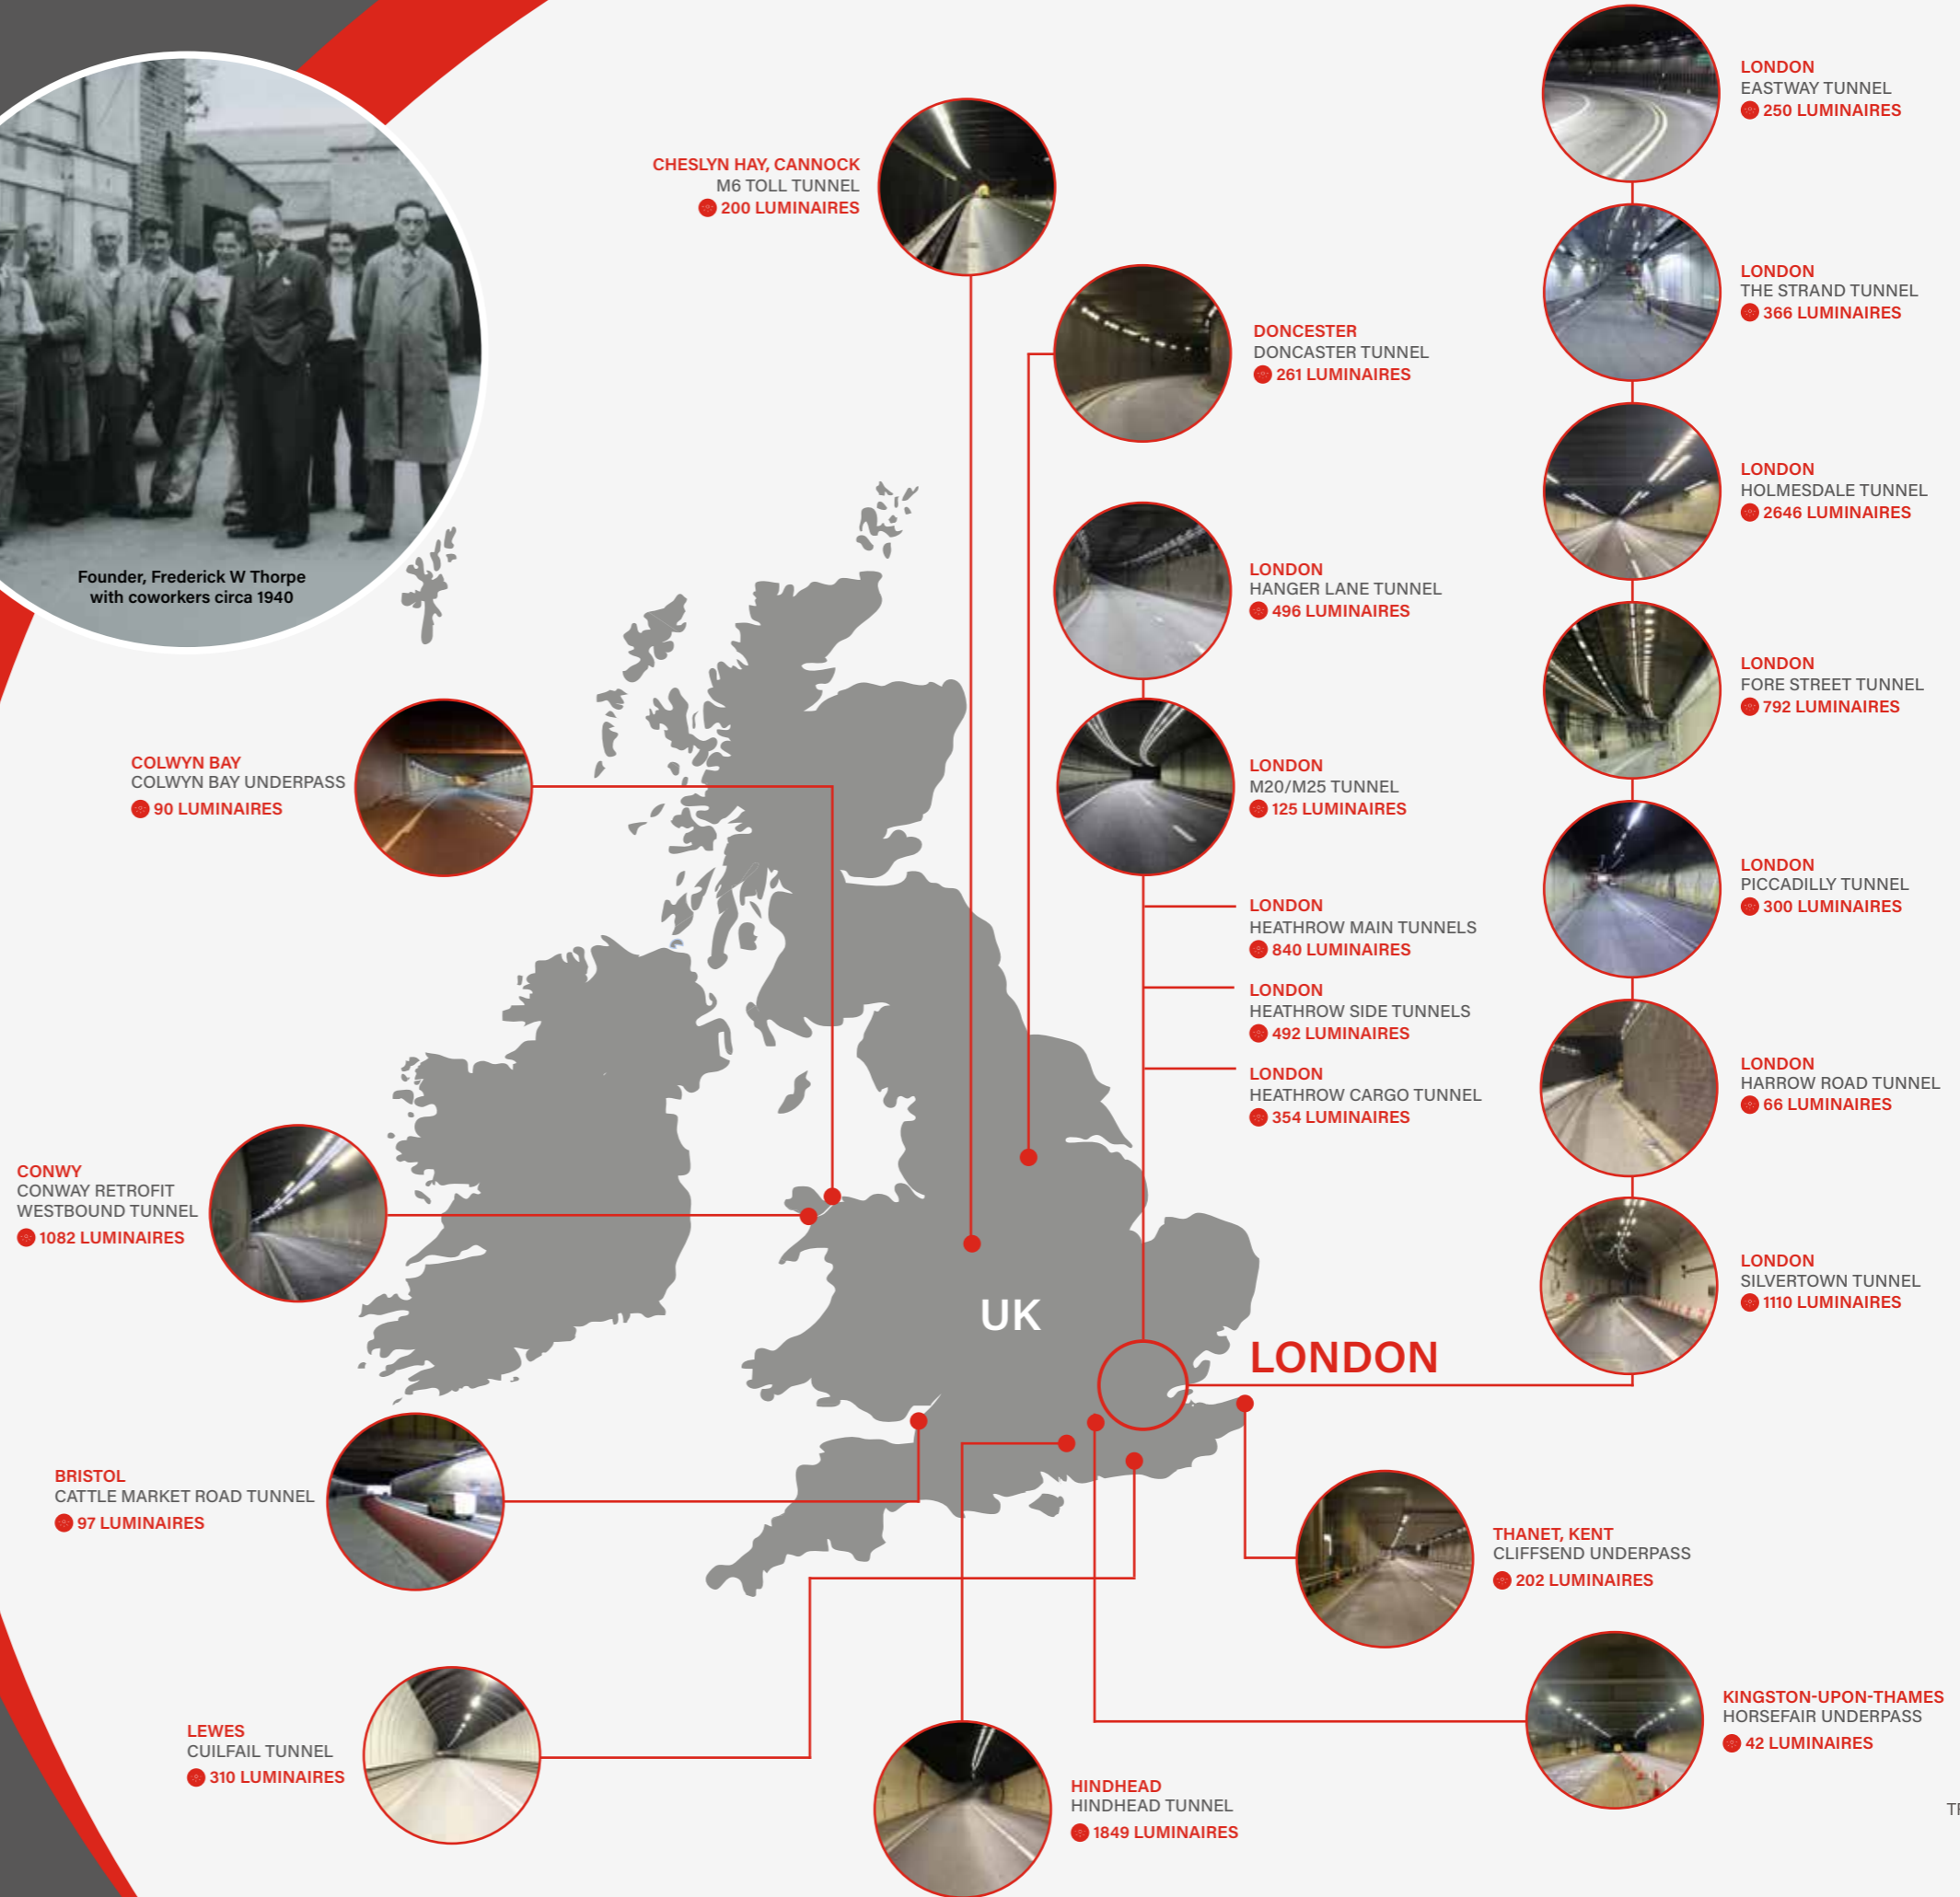 Founder, Frederick W Thorpe
with coworkers circa 1940
CHESLYN HAY, CANNOCK
M6 TOLL TUNNEL
200 LUMINAIRES
DONCESTER
DONCASTER TUNNEL
261 LUMINAIRES
LONDON
HANGER LANE TUNNEL
496 LUMINAIRES
LONDON
M20/M25 TUNNEL
125 LUMINAIRES
LONDON
HEATHROW MAIN TUNNELS
840 LUMINAIRES
LONDON
HEATHROW SIDE TUNNELS
492 LUMINAIRES
LONDON
HEATHROW CARGO TUNNEL
354 LUMINAIRES
LONDON
EASTWAY TUNNEL
250 LUMINAIRES
LONDON
THE STRAND TUNNEL
366 LUMINAIRES
LONDON
HOLMESDALE TUNNEL
2646 LUMINAIRES
LONDON
FORE STREET TUNNEL
792 LUMINAIRES
LONDON
PICCADILLY TUNNEL
300 LUMINAIRES
LONDON
HARROW ROAD TUNNEL
66 LUMINAIRES
LONDON
SILVERTOWN TUNNEL
1110 LUMINAIRES
COLWYN BAY
COLWYN BAY UNDERPASS
90 LUMINAIRES
CONWY
CONWAY RETROFIT
WESTBOUND TUNNEL
1082 LUMINAIRES
UK
LONDON
BRISTOL
CATTLE MARKET ROAD TUNNEL
97 LUMINAIRES
THANET, KENT
CLIFFSEND UNDERPASS
202 LUMINAIRES
LEWES
CUILFAIL TUNNEL
310 LUMINAIRES
HINDHEAD
HINDHEAD TUNNEL
1849 LUMINAIRES
KINGSTON-UPON-THAMES
HORSEFAIR UNDERPASS
42 LUMINAIRES